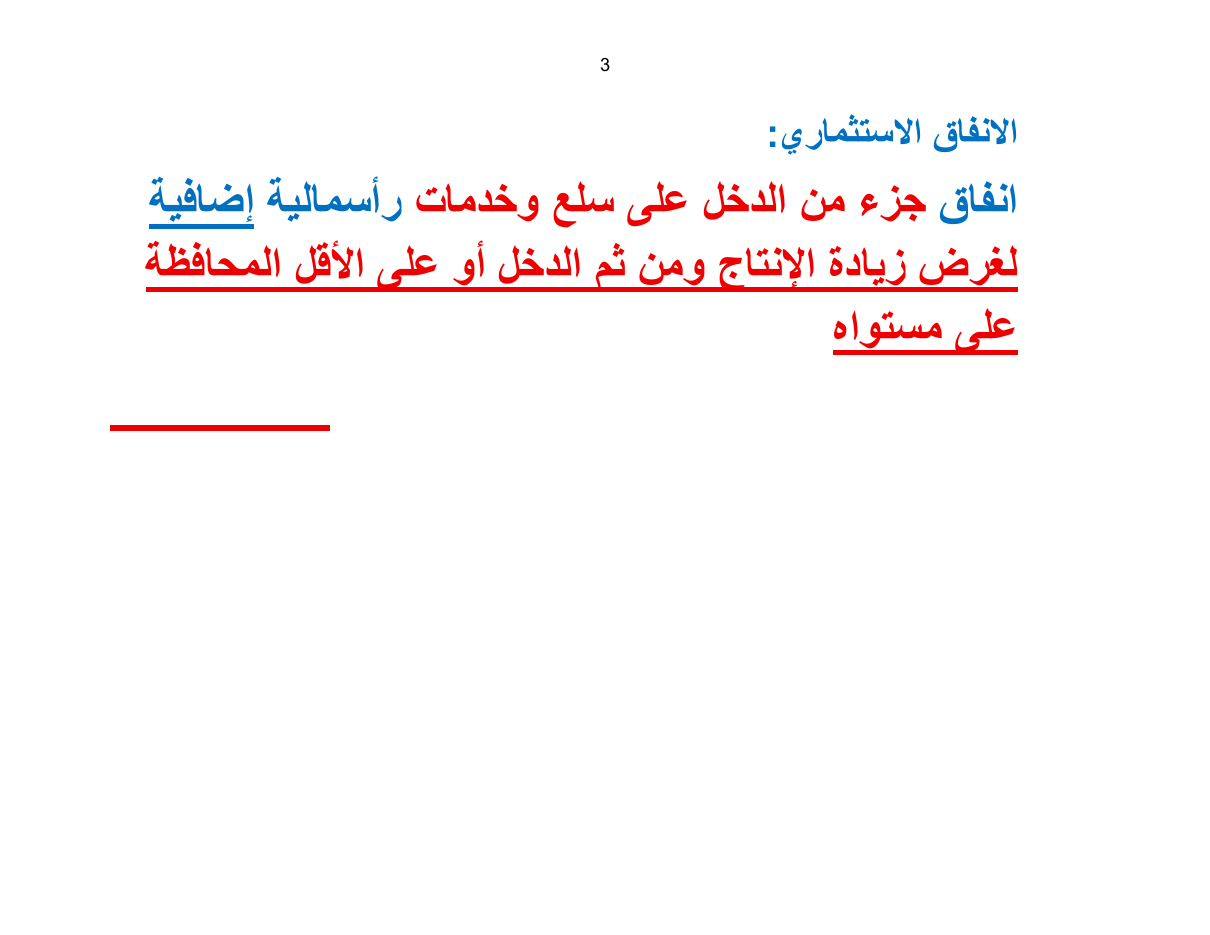 3
الانفاق الاستثماري:
انفاق جزء من الدخل على سلع وخدمات رأسمالية إضافية
لغرض زيادة الإنتاج ومن ثم الدخل أو على الأقل المحافظة
على مستواه